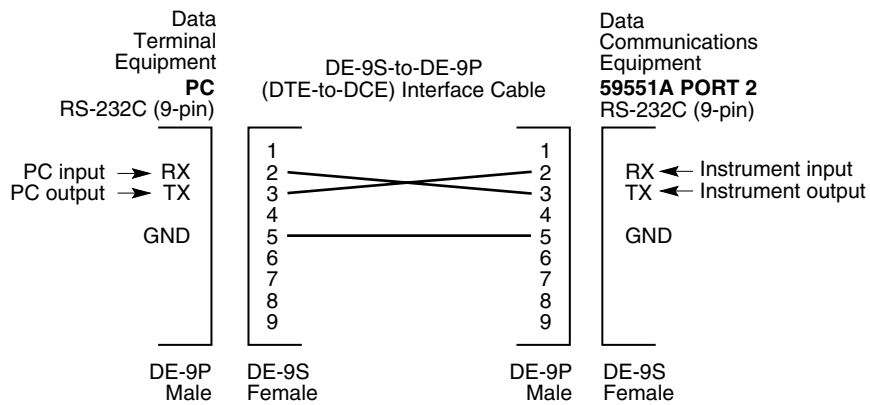 Data
Terminal
Equipment
PC
RS-232C (9-pin)
DE-9S-to-DE-9P
(DTE-to-DCE) Interface Cable
Data
Communications
Equipment
59551A PORT 2
RS-232C (9-pin)
PC input
PC output
RX
TX
GND
1
2
3
4
5
6
7
8
9
1
2
3
4
5
6
7
8
9
RX
TX
GND
Instrument input
Instrument output
DE-9P
Male
DE-9S
Female
DE-9P
Male
DE-9S
Female